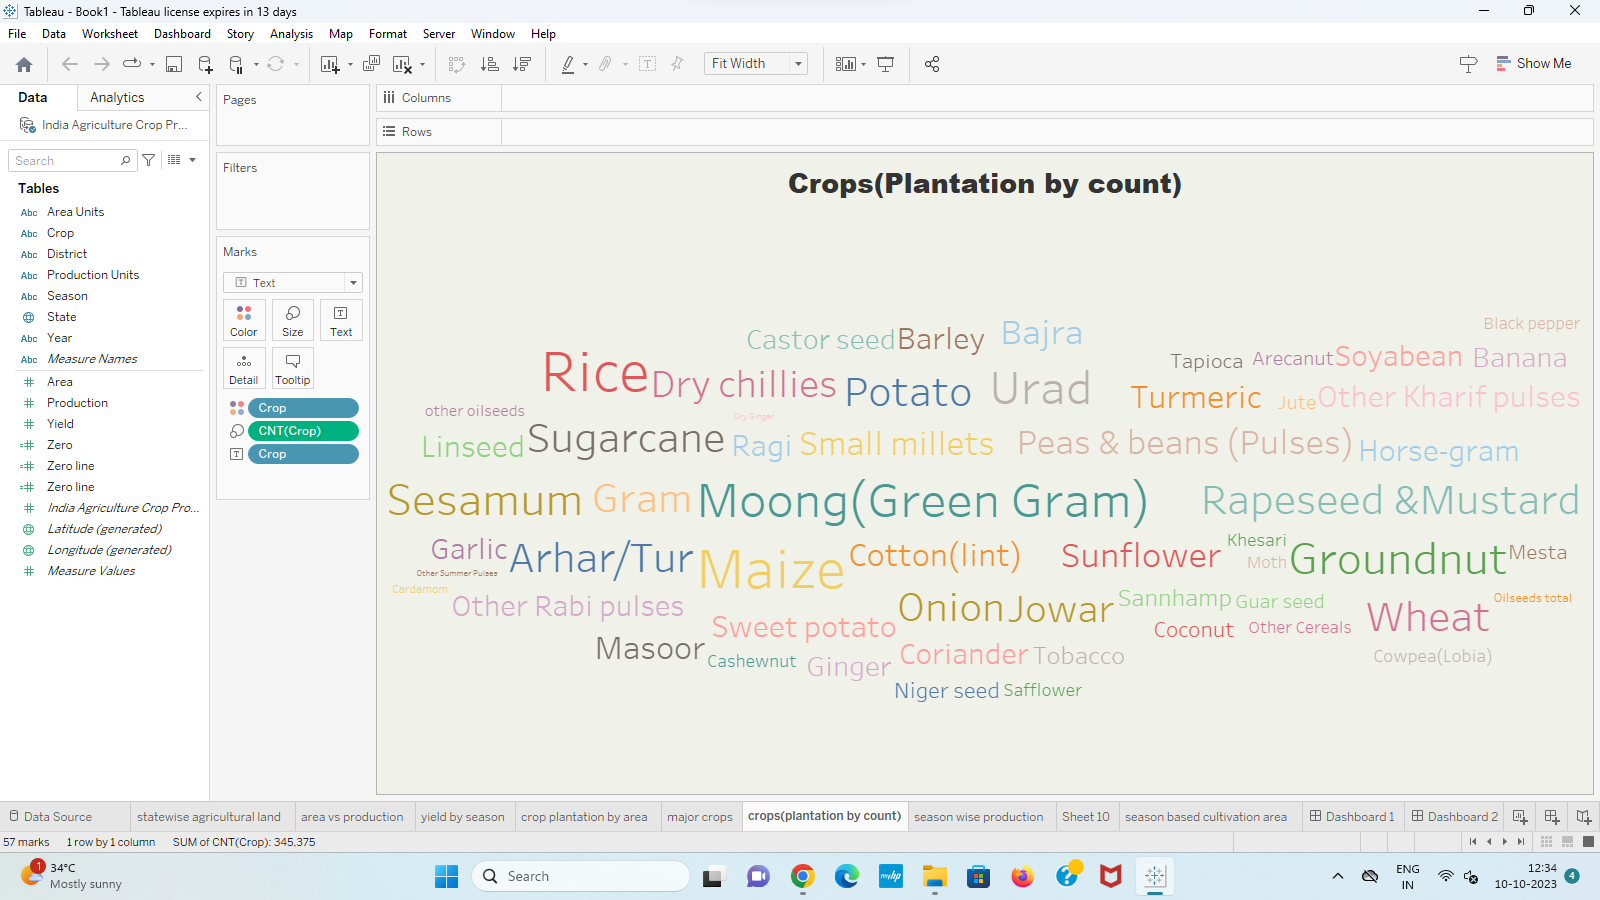 Tableau - Book1 - Tableau license expires in 13 days
File Data Worksheet Dashboard Story Analysis Map Format Server Window Help
Fit Width
Show Me
Data Analytics
India Agriculture Crop Pr...
Search
Tables
Abc Area Units
Abc Crop
Abc District
Abc Production Units
Abc Season
State
Abc Year
Abc Measure Names
# Area
# Production
# Yield
=# Zero
=# Zero line
=# Zero line
# India Agriculture Crop Pro...
Latitude (generated)
Longitude (generated)
# Measure Values
Pages
Filters
Marks
T Text
Color Size Text
Detail Tooltip
Crop
CNT(Crop)
Crop
Columns
Rows
Crops(Plantation by count)
Black pepper
Castor seed Barley Bajra
Tapioca Arecanut Soyabean Banana
Rice Dry chillies Potato Urad Turmeric Jute Other Kharif pulses
other oilseeds Dry Ginger
Linseed Sugarcane Ragi Small millets Peas & beans (Pulses) Horse-gram
Sesamum Gram Moong(Green Gram) Rapeseed &Mustard
Garlic Arhar/Tur Maize Cotton(lint) Sunflower Khesari Moth Groundnut Mesta
Other Summer Pulses
Cardamom
Other Rabi pulses Onion Jowar Sannhamp Guar seed Wheat Oilseeds total
Sweet potato Coconut Other Cereals
Masoor Cashewnut Ginger Coriander Tobacco Cowpea(Lobia)
Niger seed Safflower
Data Source statewise agricultural land area vs production yield by season crop plantation by area major crops crops(plantation by count) season wise production Sheet 10 season based cultivation area Dashboard 1 Dashboard 2
57 marks 1 row by 1 column SUM of CNT(Crop): 345,375
1
34°C
Mostly sunny
Search
myhp
ENG
IN
12:34
10-10-2023
4